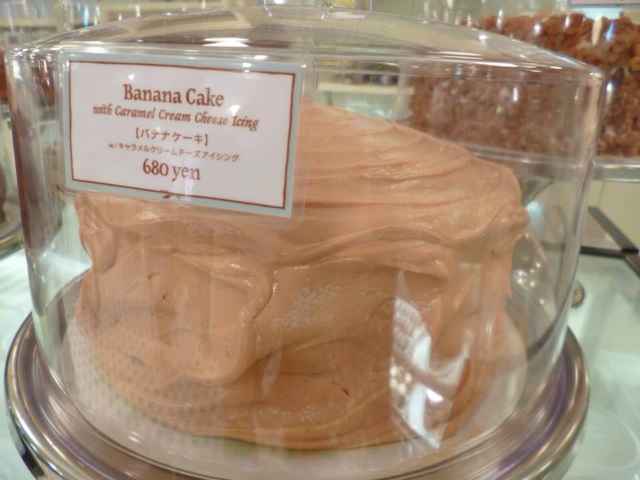 Banana Cake
with Caramel Cream Cheese Icing
【バナナケーキ】
w/キャラメルクリームチーズアイシング
680 yen